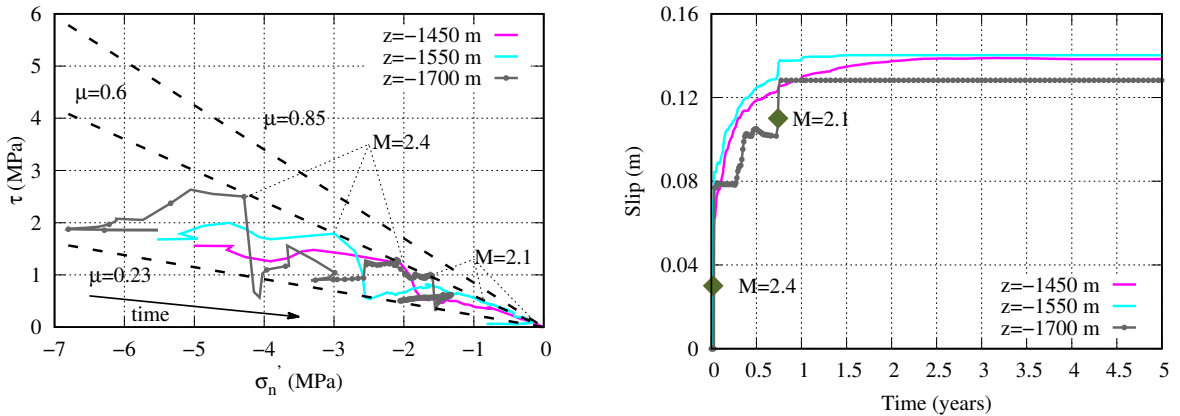 6
5
4
3
2
1
0
τ (MPa)
z=−1450 m
z=−1550 m
z=−1700 m
μ=0.6
μ=0.85
M=2.4
M=2.1
μ=0.23
time
−7 −6 −5 −4 −3 −2 −1 0
σn' (MPa)
0.16
0.12
0.08
0.04
0
Slip (m)
M=2.1
M=2.4
z=−1450 m
z=−1550 m
z=−1700 m
0 0.5 1 1.5 2 2.5 3 3.5 4 4.5 5
Time (years)